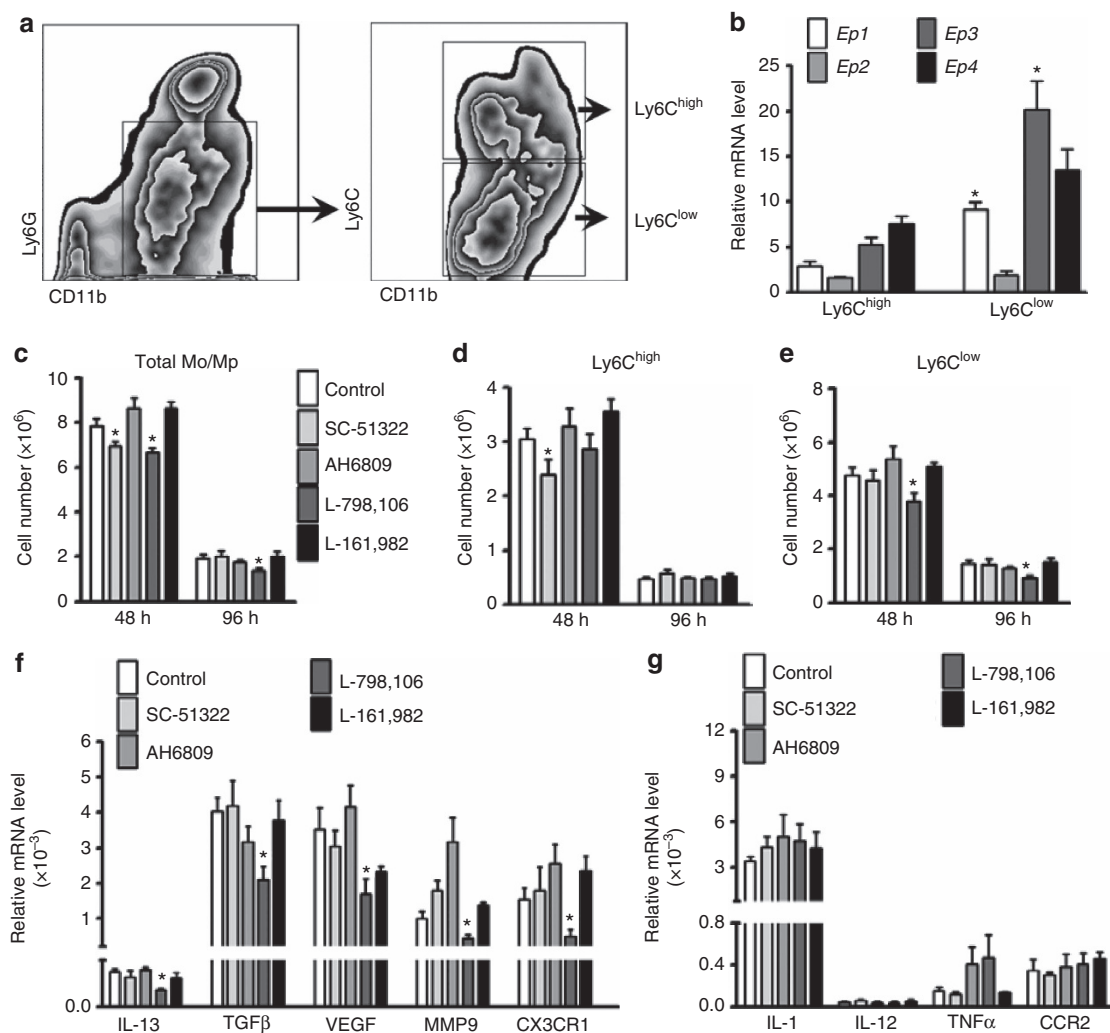 a
Ly6G
CD11b
Ly6C
CD11b
Ly6C^high
Ly6C^low
b
Ep1
Ep2
Ep3
Ep4
Relative mRNA level
25
20
15
10
5
0
*
*
Ly6C^high
Ly6C^low
c
Total Mo/Mp
Cell number (×10^6)
10
8
6
4
2
0
*
*
*
48 h
96 h
Control
SC-51322
AH6809
L-798,106
L-161,982
d
Ly6C^high
Cell number (×10^6)
4
3
2
1
0
*
48 h
96 h
e
Ly6C^low
Cell number (×10^6)
8
6
4
2
0
*
*
48 h
96 h
f
Control
SC-51322
AH6809
L-798,106
L-161,982
Relative mRNA level
(×10^−3)
6
5
4
3
2
1
0.0
*
*
*
*
*
IL-13
TGFβ
VEGF
MMP9
CX3CR1
g
Control
SC-51322
AH6809
L-798,106
L-161,982
Relative mRNA level
(×10^−3)
12
9
6
3
0.8
0.4
0.0
IL-1
IL-12
TNFα
CCR2